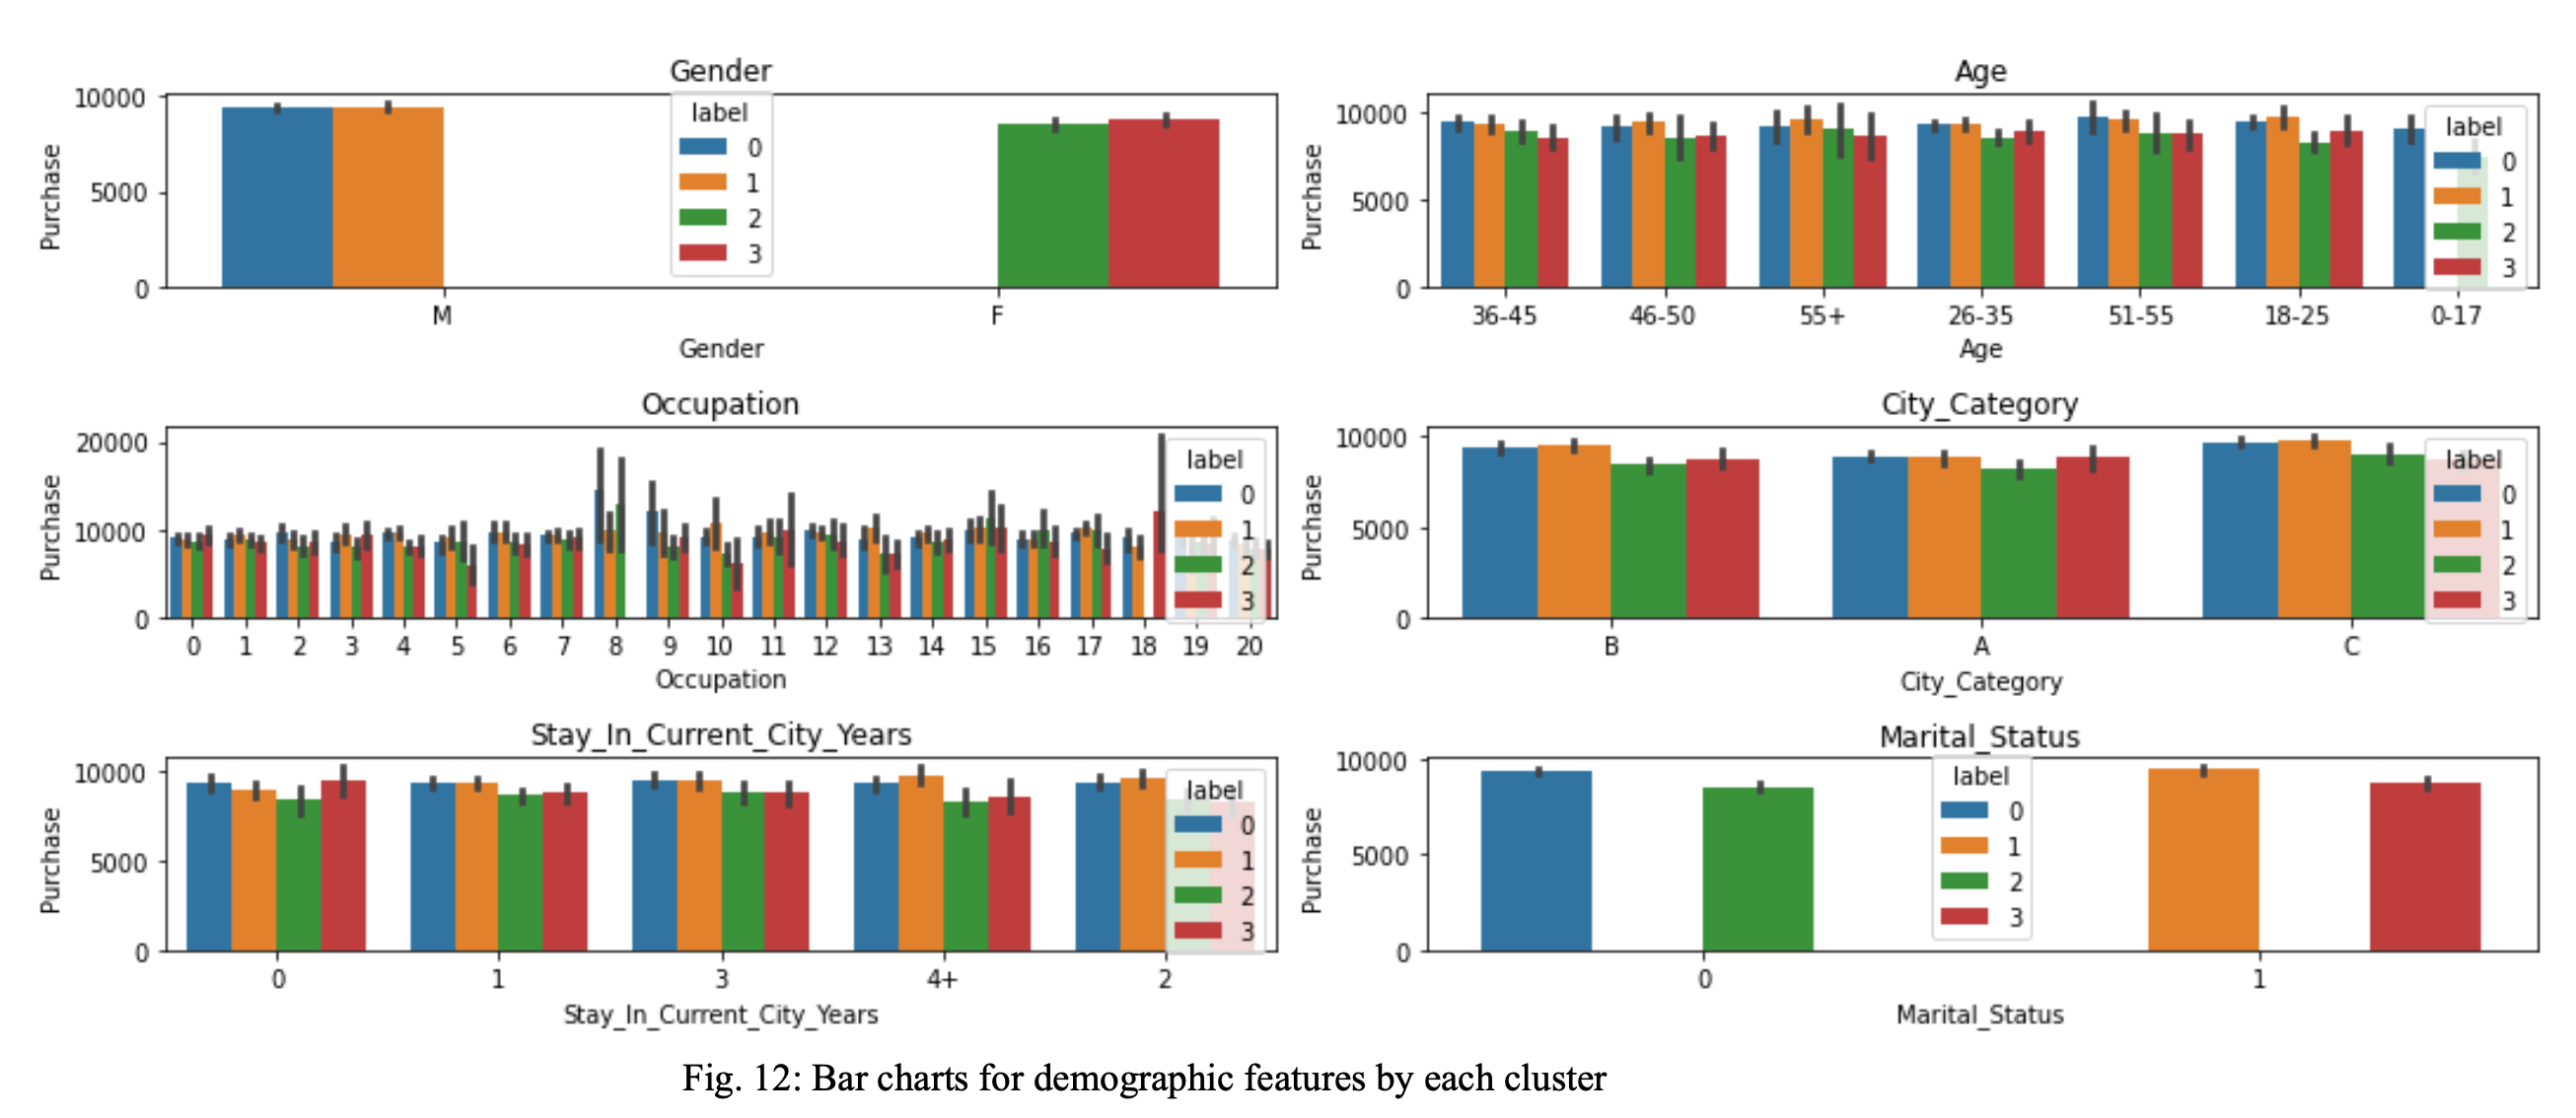 Gender
10000
5000
0
Purchase
label
0
1
2
3
M
F
Gender
Age
10000
5000
0
Purchase
label
0
1
2
3
36-45
46-50
55+
26-35
51-55
18-25
0-17
Age
Occupation
20000
10000
0
Purchase
label
0
1
2
3
0 1 2 3 4 5 6 7 8 9 10 11 12 13 14 15 16 17 18 19 20
Occupation
City_Category
10000
5000
0
Purchase
label
0
1
2
3
B
A
C
City_Category
Stay_In_Current_City_Years
10000
5000
0
Purchase
label
0
1
2
3
0
1
3
4+
2
Stay_In_Current_City_Years
Marital_Status
10000
5000
0
Purchase
label
0
1
2
3
0
1
Marital_Status
Fig. 12: Bar charts for demographic features by each cluster